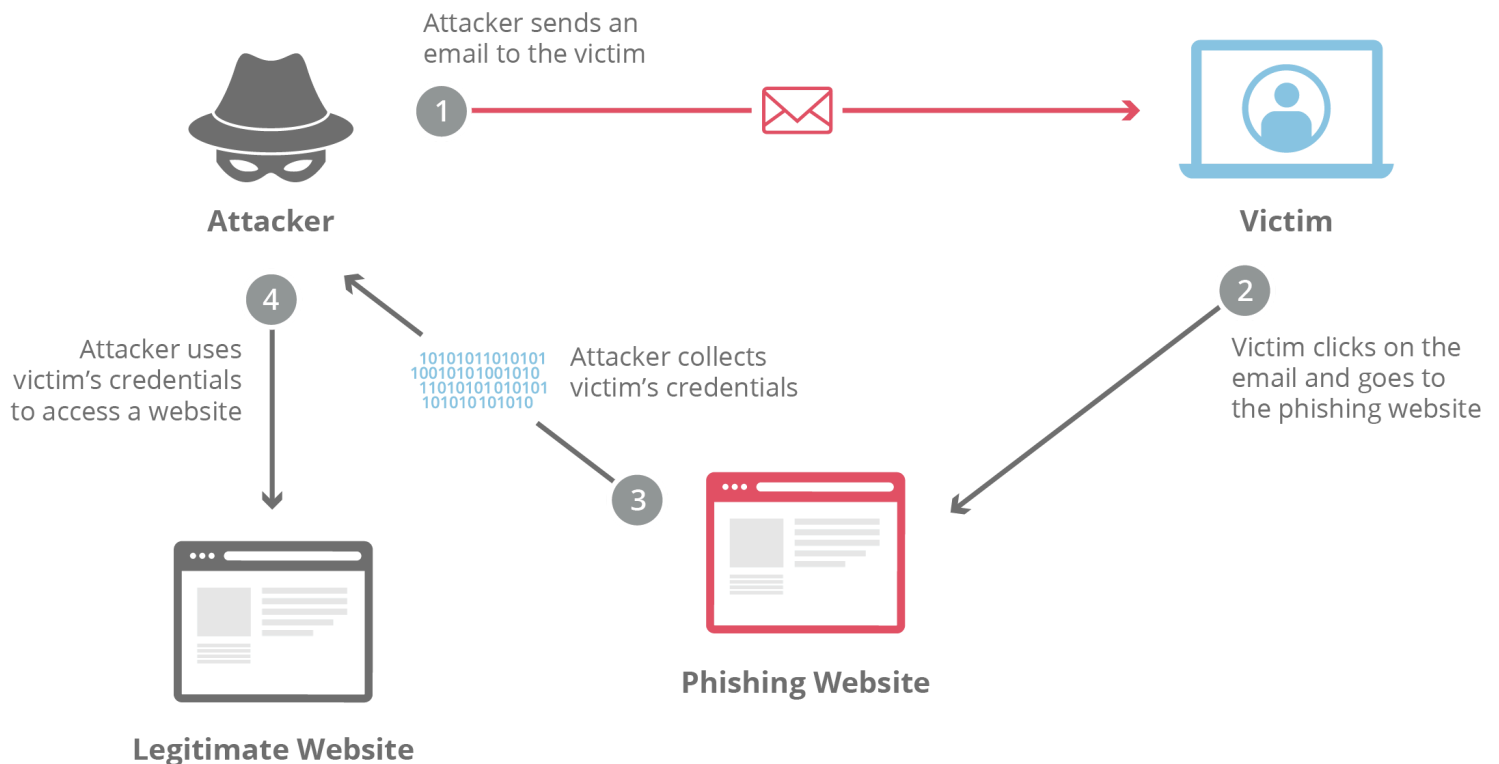 Attacker sends an
email to the victim
1
Attacker
Victim
4
2
Attacker uses
victim's credentials
to access a website
10101011010101
10010101001010
11010101010101
101010101010
Attacker collects
victim's credentials
Victim clicks on the
email and goes to
the phishing website
3
Phishing Website
Legitimate Website